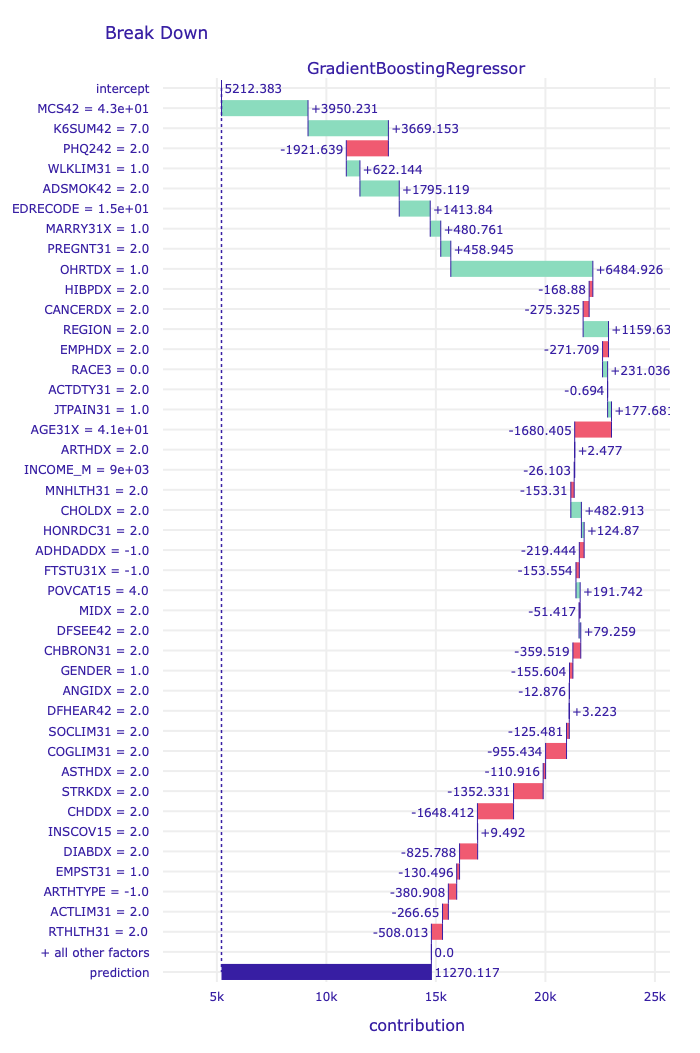 Break Down
GradientBoostingRegressor
intercept 5212.383
MCS42 = 4.3e+01 +3950.231
K6SUM42 = 7.0 +3669.153
PHQ242 = 2.0 -1921.639
WLKLIM31 = 1.0 +622.144
ADSMOK42 = 2.0 +1795.119
EDRECODE = 1.5e+01 +1413.84
MARRY31X = 1.0 +480.761
PREGNT31 = 2.0 +458.945
OHRTDX = 1.0 +6484.926
HIBPDX = 2.0 -168.88
CANCERDX = 2.0 -275.325
REGION = 2.0 +1159.63
EMPHDX = 2.0 -271.709
RACE3 = 0.0 +231.036
ACTDTY31 = 2.0 -0.694
JTPAIN31 = 1.0 +177.681
AGE31X = 4.1e+01 -1680.405
ARTHDX = 2.0 +2.477
INCOME_M = 9e+03 -26.103
MNHLTH31 = 2.0 -153.31
CHOLDX = 2.0 +482.913
HONRDC31 = 2.0 +124.87
ADHDADDX = -1.0 -219.444
FTSTU31X = -1.0 -153.554
POVCAT15 = 4.0 +191.742
MIDX = 2.0 -51.417
DFSEE42 = 2.0 +79.259
CHBRON31 = 2.0 -359.519
GENDER = 1.0 -155.604
ANGIDX = 2.0 -12.876
DFHEAR42 = 2.0 +3.223
SOCLIM31 = 2.0 -125.481
COGLIM31 = 2.0 -955.434
ASTHDX = 2.0 -110.916
STRKDX = 2.0 -1352.331
CHDDX = 2.0 -1648.412
INSCOV15 = 2.0 +9.492
DIABDX = 2.0 -825.788
EMPST31 = 1.0 -130.496
ARTHTYPE = -1.0 -380.908
ACTLIM31 = 2.0 -266.65
RTHLTH31 = 2.0 -508.013
+ all other factors 0.0
prediction 11270.117
5k 10k 15k 20k 25k
contribution